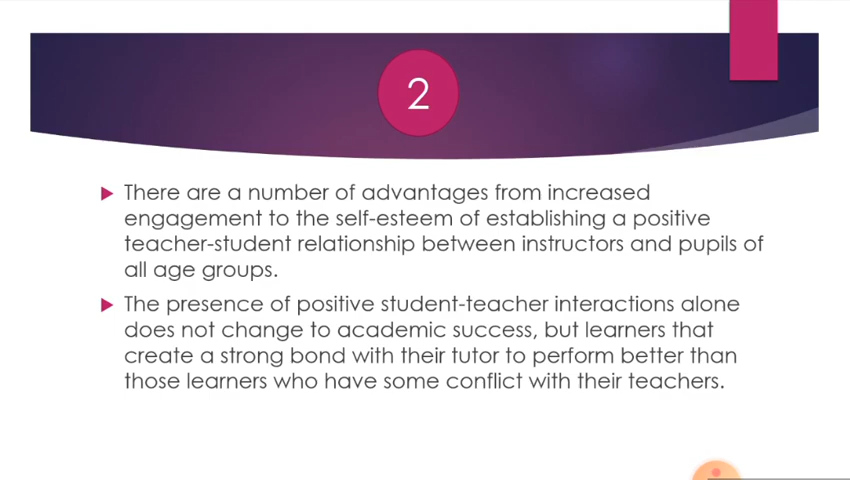 2
There are a number of advantages from increased
engagement to the self-esteem of establishing a positive
teacher-student relationship between instructors and pupils of
all age groups.
The presence of positive student-teacher interactions alone
does not change to academic success, but learners that
create a strong bond with their tutor to perform better than
those learners who have some conflict with their teachers.